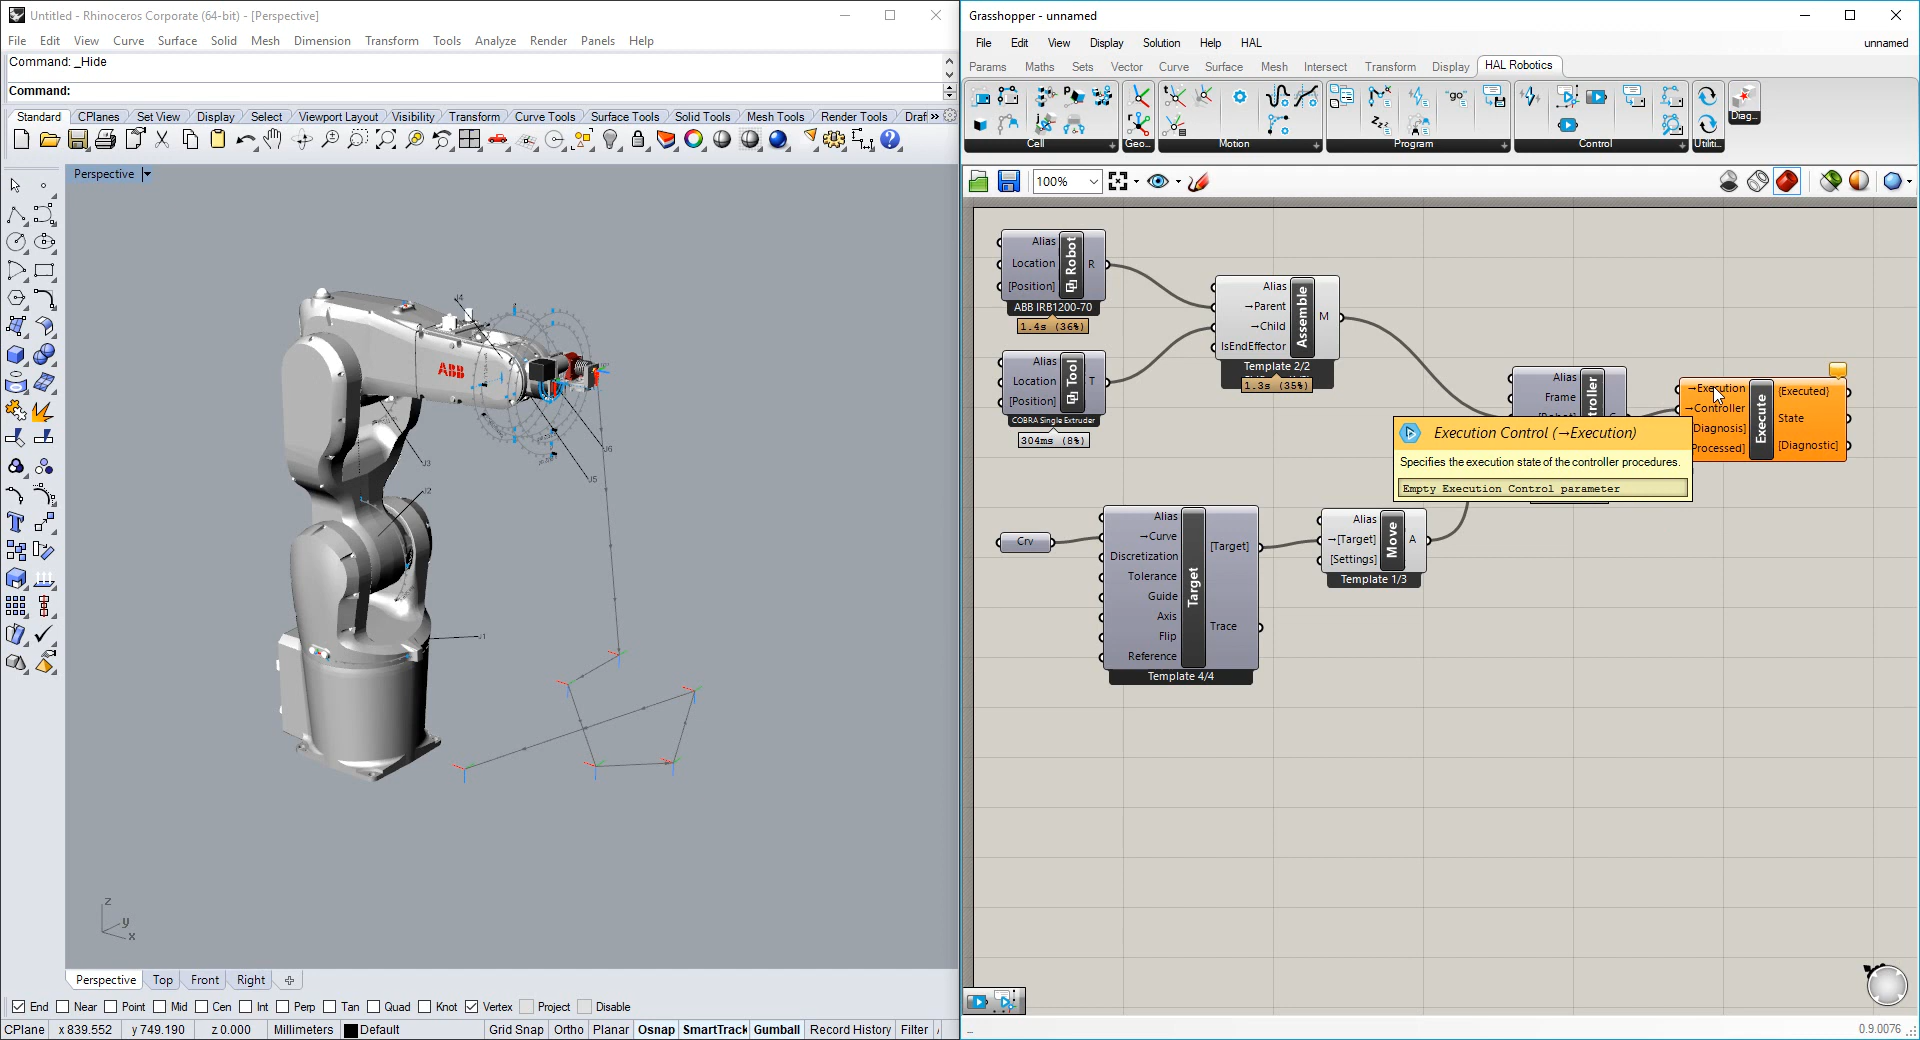 Untitled - Rhinoceros Corporate (64-bit) - [Perspective]
File Edit View Curve Surface Solid Mesh Dimension Transform Tools Analyze Render Panels Help
Command: _Hide
Command:
Standard CPlanes Set View Display Select Viewport Layout Visibility Transform Curve Tools Surface Tools Solid Tools Mesh Tools Render Tools Draf
Perspective
J4
ABB
J6
J5
J3
J2
J1
z
y
x
Perspective Top Front Right
End Near Point Mid Cen Int Perp Tan Quad Knot Vertex Project Disable
CPlane x 839.552 y 749.190 z 0.000 Millimeters Default Grid Snap Ortho Planar Osnap SmartTrack Gumball Record History Filter
Grasshopper - unnamed
File Edit View Display Solution Help HAL unnamed
Params Maths Sets Vector Curve Surface Mesh Intersect Transform Display HAL Robotics
"go"
Diag...
Cell Geo... Motion Program Control Utiliti...
100%
Alias
Location
[Position]
Robot
R
ABB IRB1200-70
1.4s (36%)
Alias
Location
[Position]
Tool
T
COBRA Single Extruder
304ms (8%)
Alias
→Parent
→Child
IsEndEffector
Assemble
M
Template 2/2
1.3s (35%)
Alias
Frame
troller
→Execution
→Controller
Diagnosis]
Processed]
Execute
{Executed}
State
[Diagnostic]
Execution Control (→Execution)
Specifies the execution state of the controller procedures.
Empty Execution Control parameter
Crv
Alias
→Curve
Discretization
Tolerance
Guide
Axis
Flip
Reference
Target
[Target]
Trace
Template 4/4
Alias
→[Target]
[Settings]
Move
A
Template 1/3
...
0.9.0076